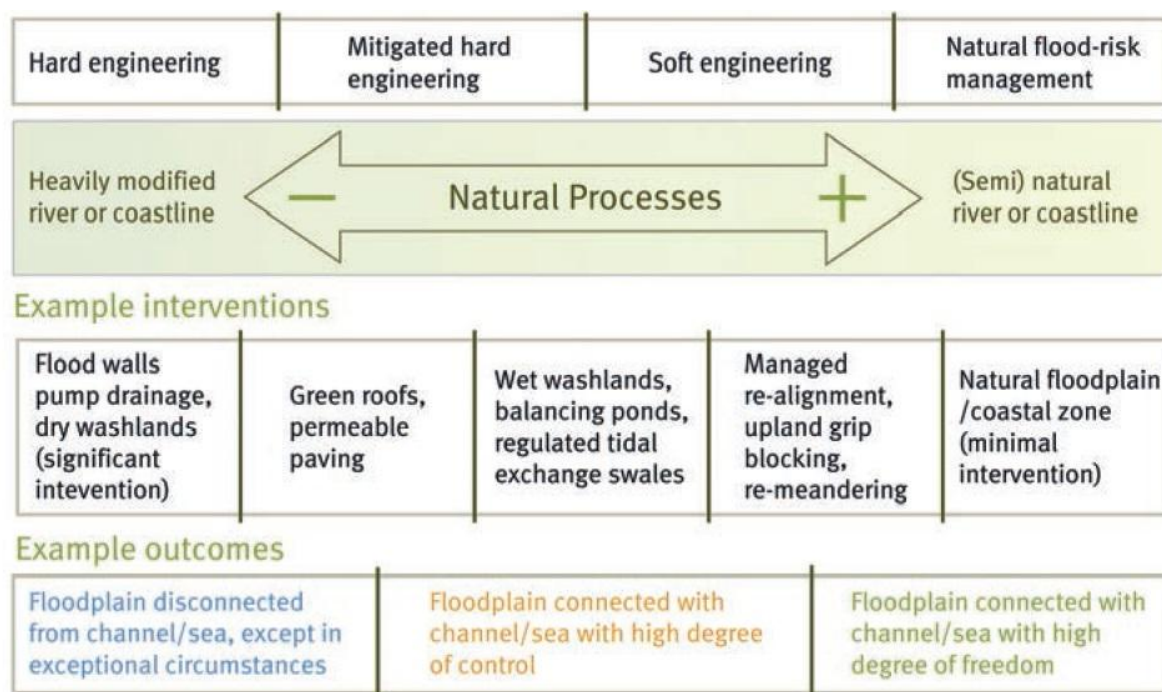 Hard engineering
Mitigated hard
engineering
Soft engineering
Natural flood-risk
management
Heavily modified
river or coastline
−
Natural Processes
+
(Semi) natural
river or coastline
Example interventions
Flood walls
pump drainage,
dry washlands
(significant
intevention)
Green roofs,
permeable
paving
Wet washlands,
balancing ponds,
regulated tidal
exchange swales
Managed
re-alignment,
upland grip
blocking,
re-meandering
Natural floodplain
/coastal zone
(minimal
intervention)
Example outcomes
Floodplain disconnected
from channel/sea, except in
exceptional circumstances
Floodplain connected with
channel/sea with high degree
of control
Floodplain connected with
channel/sea with high
degree of freedom